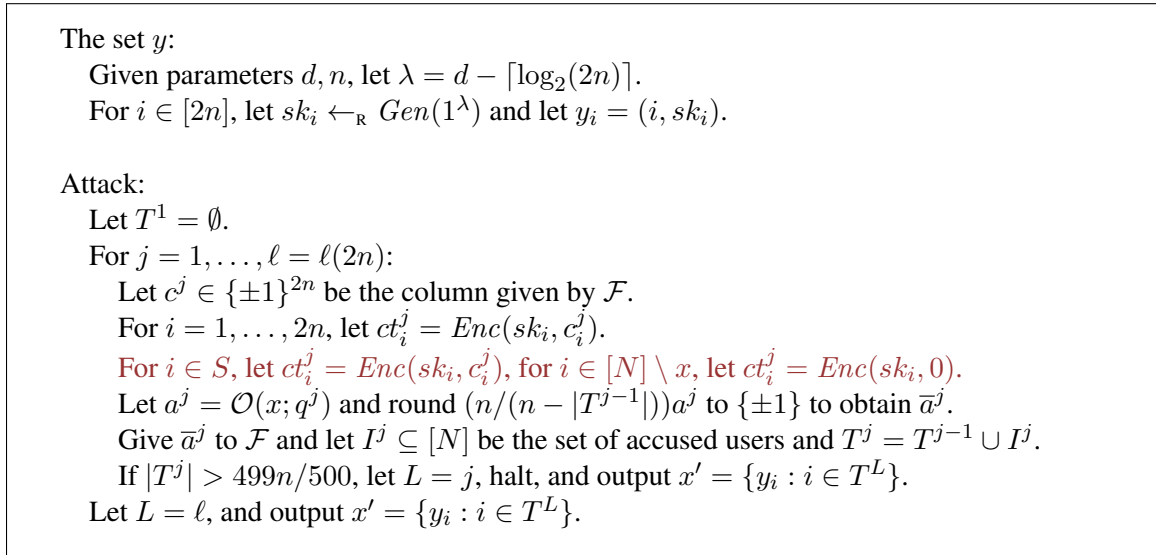 The set y:
Given parameters d, n, let λ = d − ⌈log₂(2n)⌉.
For i ∈ [2n], let sk_i ←_R Gen(1^λ) and let y_i = (i, sk_i).
Attack:
Let T^1 = ∅.
For j = 1, . . . , ℓ = ℓ(2n):
Let c^j ∈ {±1}^{2n} be the column given by F.
For i = 1, . . . , 2n, let ct_i^j = Enc(sk_i, c_i^j).
For i ∈ S, let ct_i^j = Enc(sk_i, c_i^j), for i ∈ [N] \ x, let ct_i^j = Enc(sk_i, 0).
Let a^j = O(x; q^j) and round (n/(n − |T^{j−1}|))a^j to {±1} to obtain a̅^j.
Give a̅^j to F and let I^j ⊆ [N] be the set of accused users and T^j = T^{j−1} ∪ I^j.
If |T^j| > 499n/500, let L = j, halt, and output x′ = {y_i : i ∈ T^L}.
Let L = ℓ, and output x′ = {y_i : i ∈ T^L}.